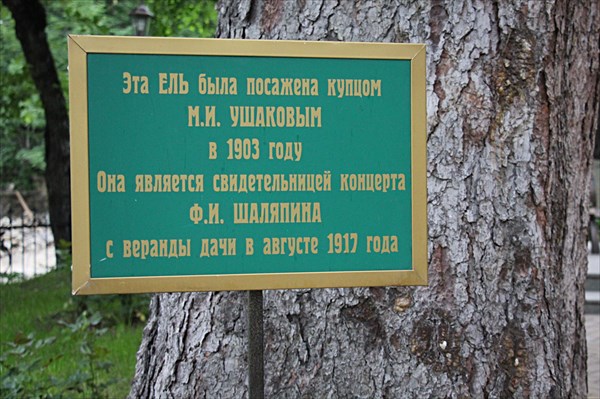 Эта ЕЛЬ была посажена купцом
М.И. УШАКОВЫМ
в 1903 году
Она является свидетельницей концерта
Ф.И. ШАЛЯПИНА
с веранды дачи в августе 1917 года